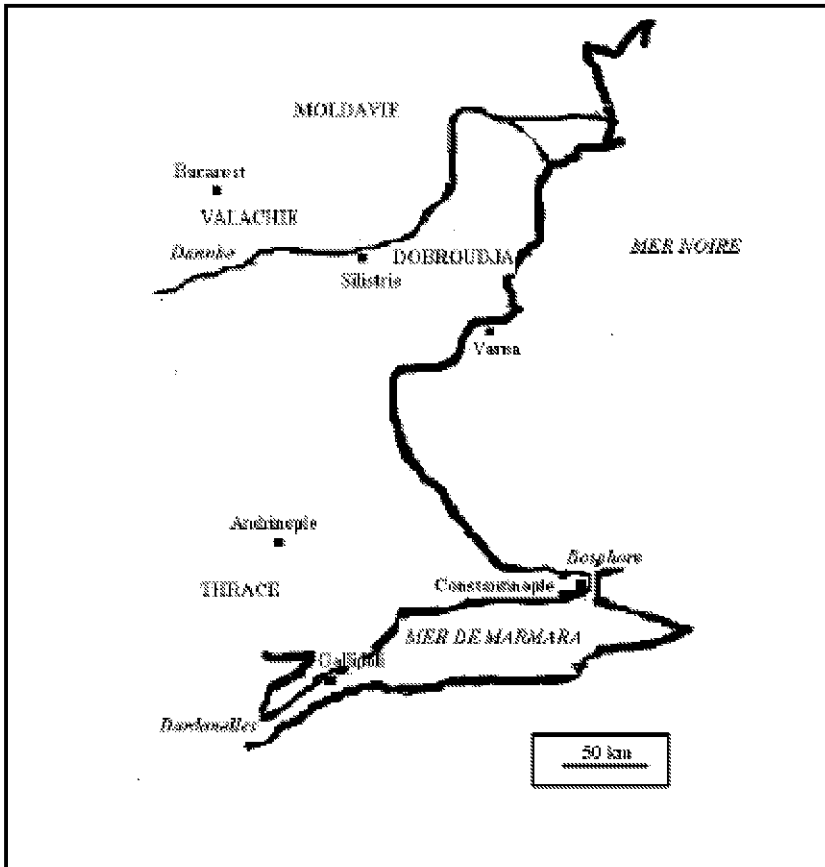 MOLDAVIE
Bucarest
VALACHIE
Danube
DOBROUDJA
MER NOIRE
Silistrie
Varna
Andrinople
Bosphore
THRACE
Constantinople
MER DE MARMARA
Gallipoli
Dardanelles
50 km